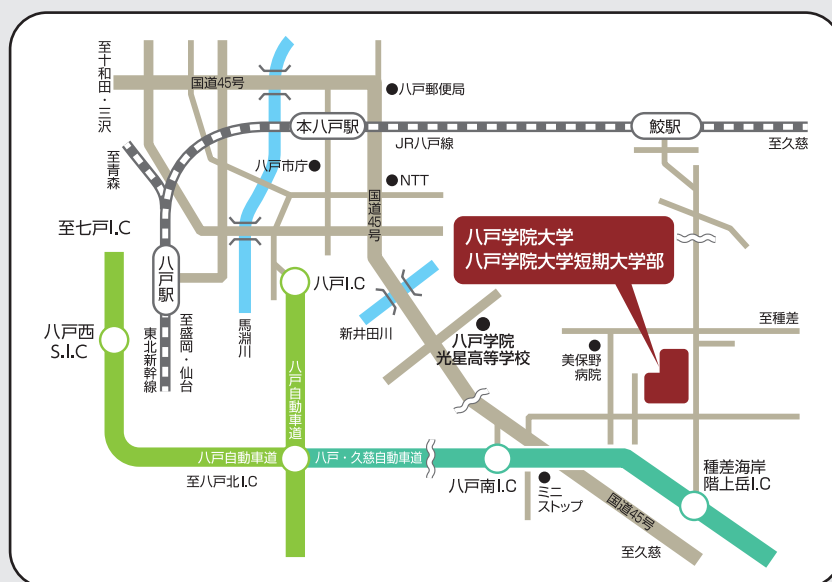 至十和田・三沢
国道45号
八戸郵便局
本八戸駅
鮫駅
JR八戸線
至久慈
至青森
八戸市庁
NTT
国道45号
至七戸I.C
八戸駅
八戸学院大学
八戸学院大学短期大学部
八戸I.C
八戸西
S.I.C
東北新幹線
至盛岡・仙台
馬淵川
新井田川
八戸学院
光星高等学校
至種差
美保野
病院
八戸自動車道
八戸自動車道
八戸・久慈自動車道
至八戸北I.C
八戸南I.C
種差海岸
階上岳I.C
ミニ
ストップ
国道45号
至久慈